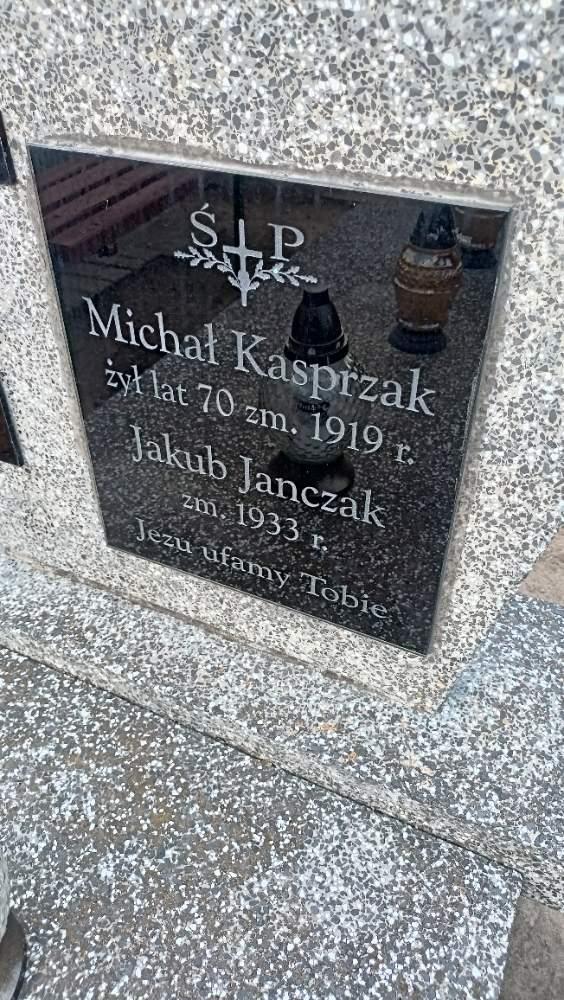 Ś P
Michał Kasprzak
żył lat 70 zm. 1919 r.
Jakub Janczak
zm. 1933 r.
Jezu ufamy Tobie